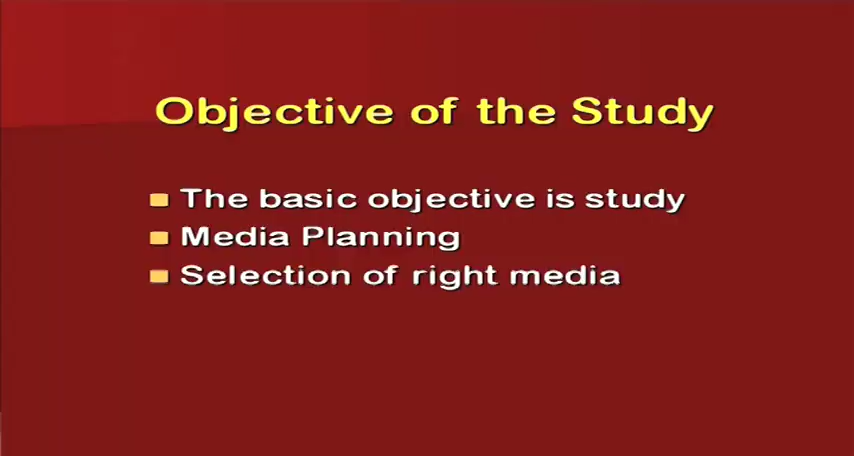 Objective of the Study
The basic objective is study
Media Planning
Selection of right media